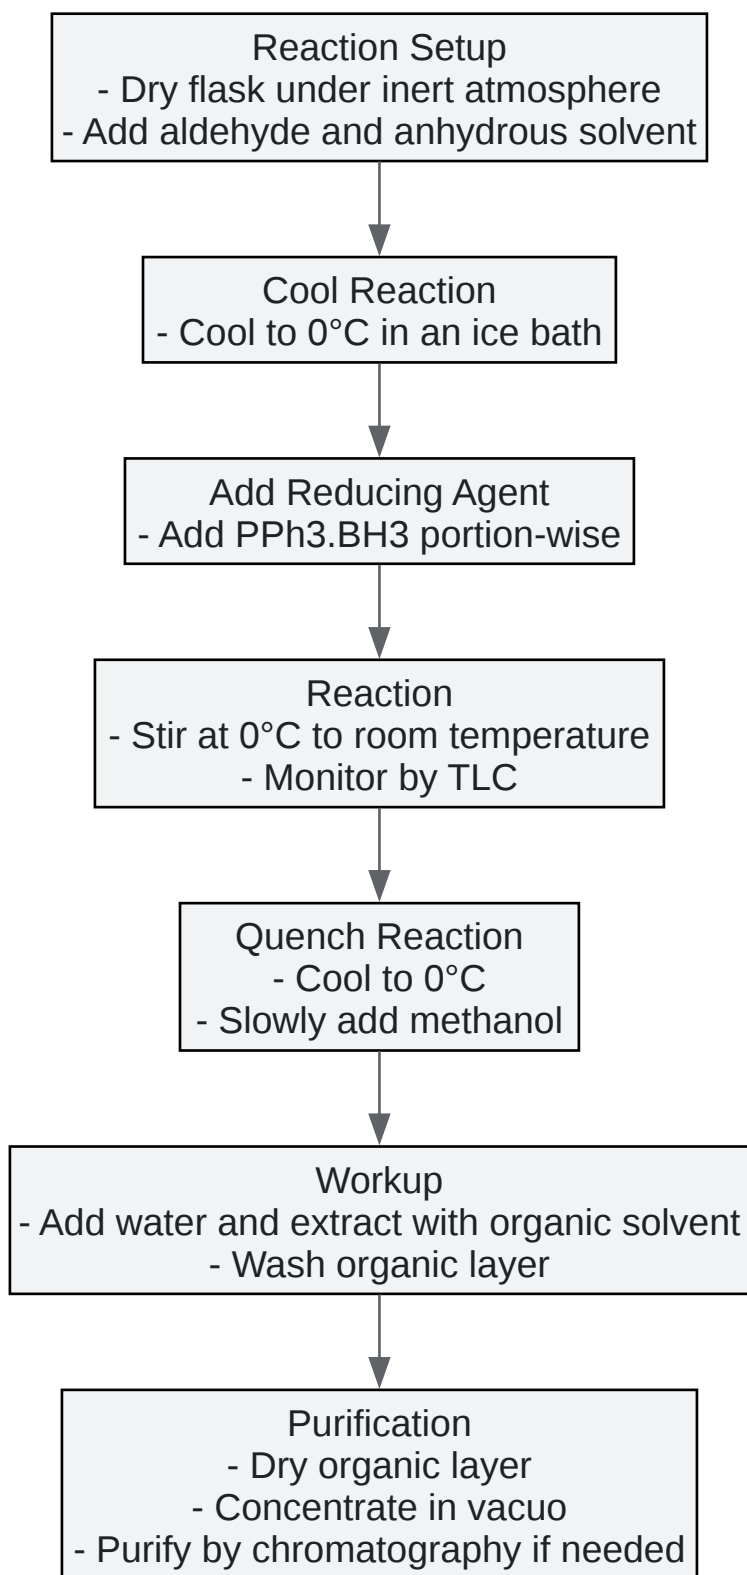 Reaction Setup
- Dry flask under inert atmosphere
- Add aldehyde and anhydrous solvent
Cool Reaction
- Cool to 0°C in an ice bath
Add Reducing Agent
- Add PPh3.BH3 portion-wise
Reaction
- Stir at 0°C to room temperature
- Monitor by TLC
Quench Reaction
- Cool to 0°C
- Slowly add methanol
Workup
- Add water and extract with organic solvent
- Wash organic layer
Purification
- Dry organic layer
- Concentrate in vacuo
- Purify by chromatography if needed